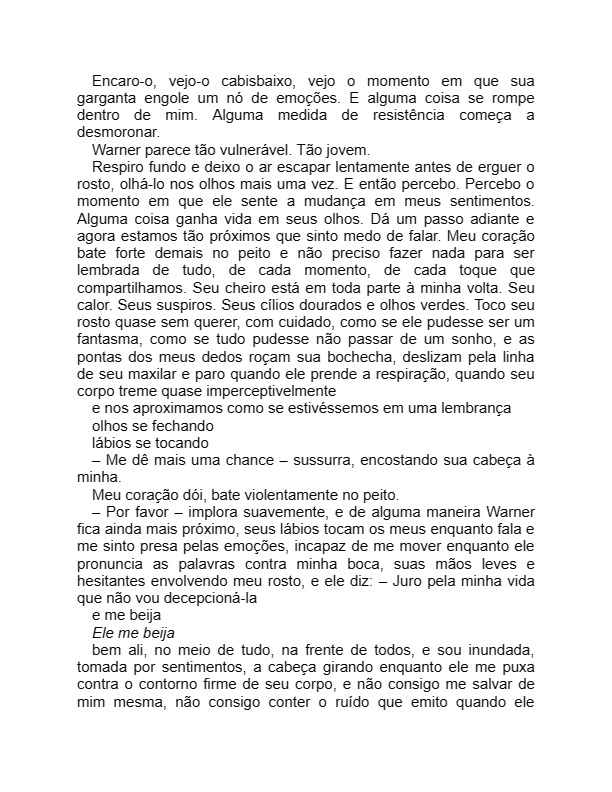 Encaro-o, vejo-o cabisbaixo, vejo o momento em que sua
garganta engole um nó de emoções. E alguma coisa se rompe
dentro de mim. Alguma medida de resistência começa a
desmoronar.
Warner parece tão vulnerável. Tão jovem.
Respiro fundo e deixo o ar escapar lentamente antes de erguer o
rosto, olhá-lo nos olhos mais uma vez. E então percebo. Percebo o
momento em que ele sente a mudança em meus sentimentos.
Alguma coisa ganha vida em seus olhos. Dá um passo adiante e
agora estamos tão próximos que sinto medo de falar. Meu coração
bate forte demais no peito e não preciso fazer nada para ser
lembrada de tudo, de cada momento, de cada toque que
compartilhamos. Seu cheiro está em toda parte à minha volta. Seu
calor. Seus suspiros. Seus cílios dourados e olhos verdes. Toco seu
rosto quase sem querer, com cuidado, como se ele pudesse ser um
fantasma, como se tudo pudesse não passar de um sonho, e as
pontas dos meus dedos roçam sua bochecha, deslizam pela linha
de seu maxilar e paro quando ele prende a respiração, quando seu
corpo treme quase imperceptivelmente
e nos aproximamos como se estivéssemos em uma lembrança
olhos se fechando
lábios se tocando
– Me dê mais uma chance – sussurra, encostando sua cabeça à
minha.
Meu coração dói, bate violentamente no peito.
– Por favor – implora suavemente, e de alguma maneira Warner
fica ainda mais próximo, seus lábios tocam os meus enquanto fala e
me sinto presa pelas emoções, incapaz de me mover enquanto ele
pronuncia as palavras contra minha boca, suas mãos leves e
hesitantes envolvendo meu rosto, e ele diz: – Juro pela minha vida
que não vou decepcioná-la
e me beija
Ele me beija
bem ali, no meio de tudo, na frente de todos, e sou inundada,
tomada por sentimentos, a cabeça girando enquanto ele me puxa
contra o contorno firme de seu corpo, e não consigo me salvar de
mim mesma, não consigo conter o ruído que emito quando ele